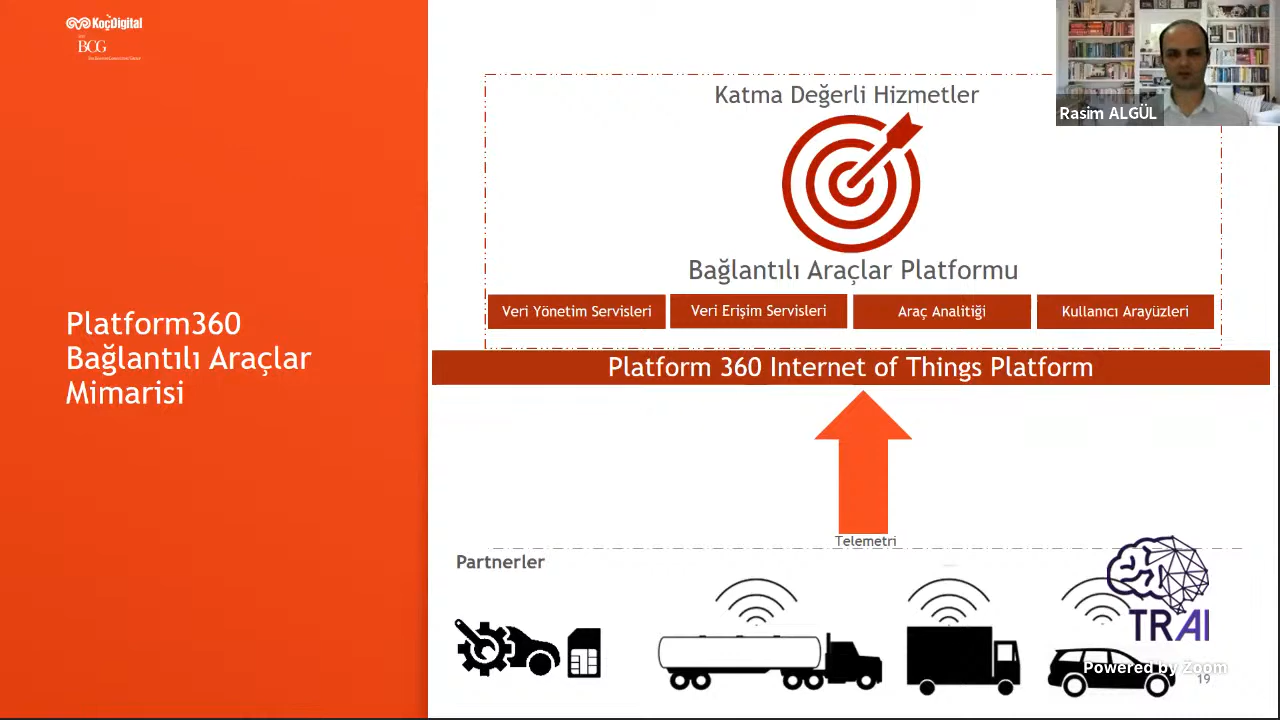 KoçDigital
BCG
Platform360
Bağlantılı Araçlar
Mimarisi
Katma Değerli Hizmetler
Rasim ALGÜL
Bağlantılı Araçlar Platformu
Veri Yönetim Servisleri
Veri Erişim Servisleri
Araç Analitiği
Kullanıcı Arayüzleri
Platform 360 Internet of Things Platform
Telemetri
Partnerler
TRAI
Powered by Zoom
19